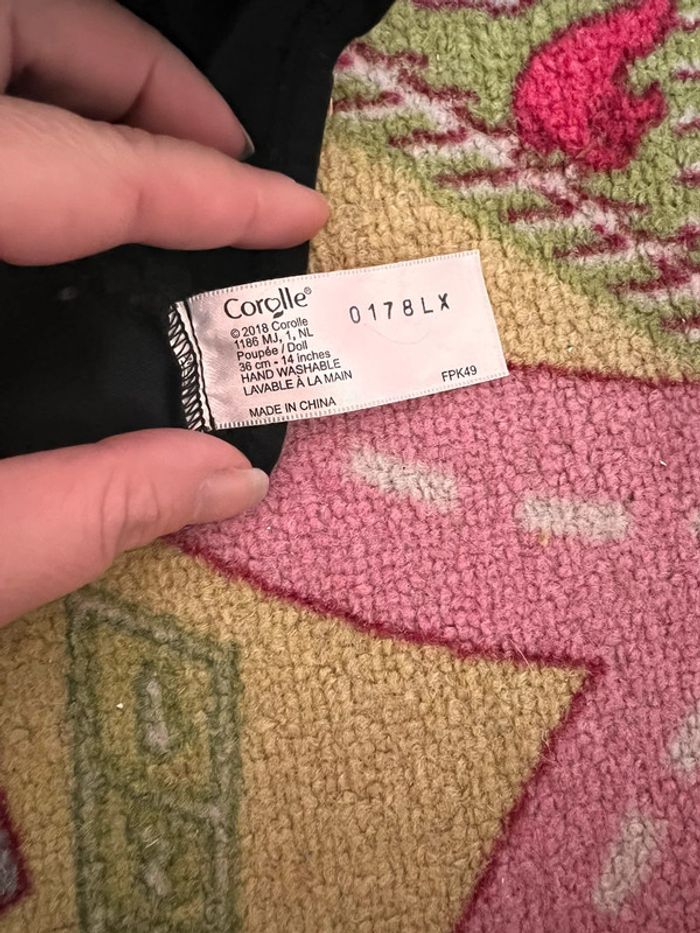 Corolle®
0178LX
© 2018 Corolle
1186 MJ, 1, NL
Poupée / Doll
36 cm - 14 inches
HAND WASHABLE
LAVABLE À LA MAIN
FPK49
MADE IN CHINA